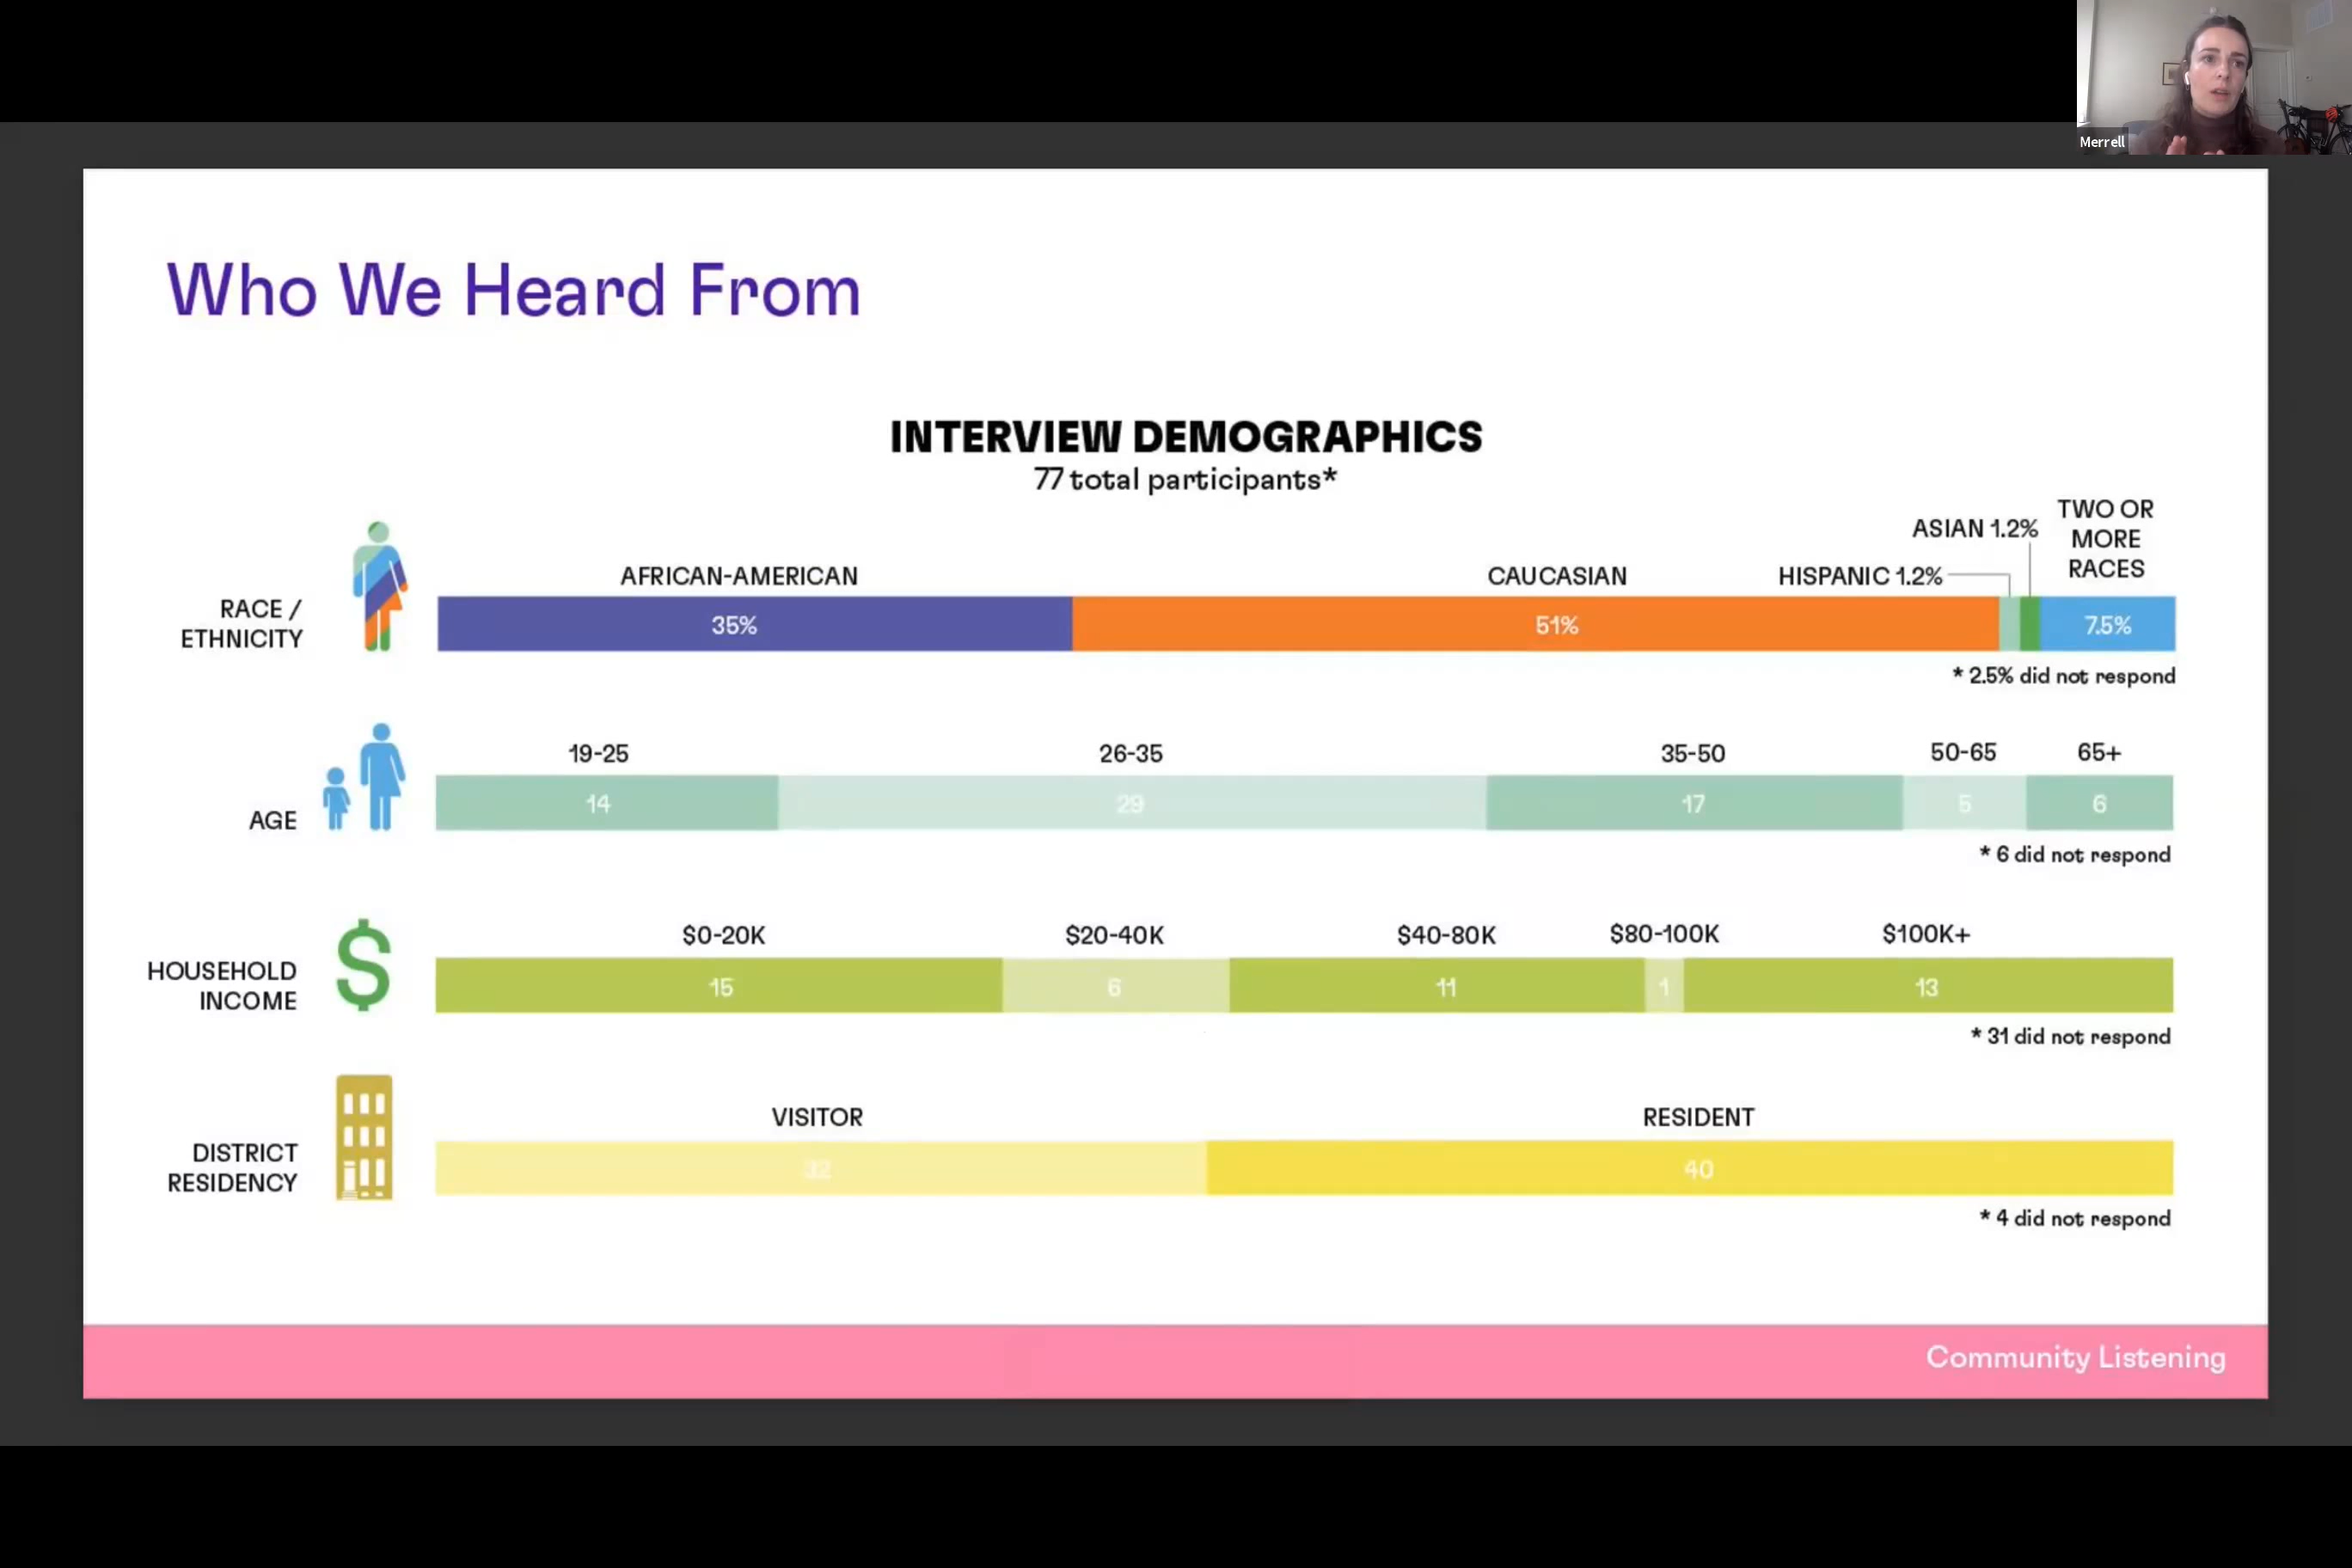 Merrell
Who We Heard From
INTERVIEW DEMOGRAPHICS
77 total participants*
RACE /
ETHNICITY
AFRICAN-AMERICAN
CAUCASIAN
HISPANIC 1.2%
ASIAN 1.2%
TWO OR
MORE
RACES
35%
51%
7.5%
* 2.5% did not respond
AGE
19-25
26-35
35-50
50-65
65+
14
29
17
5
6
* 6 did not respond
HOUSEHOLD
INCOME
$
$0-20K
$20-40K
$40-80K
$80-100K
$100K+
15
6
11
1
13
* 31 did not respond
DISTRICT
RESIDENCY
VISITOR
RESIDENT
32
40
* 4 did not respond
Community Listening